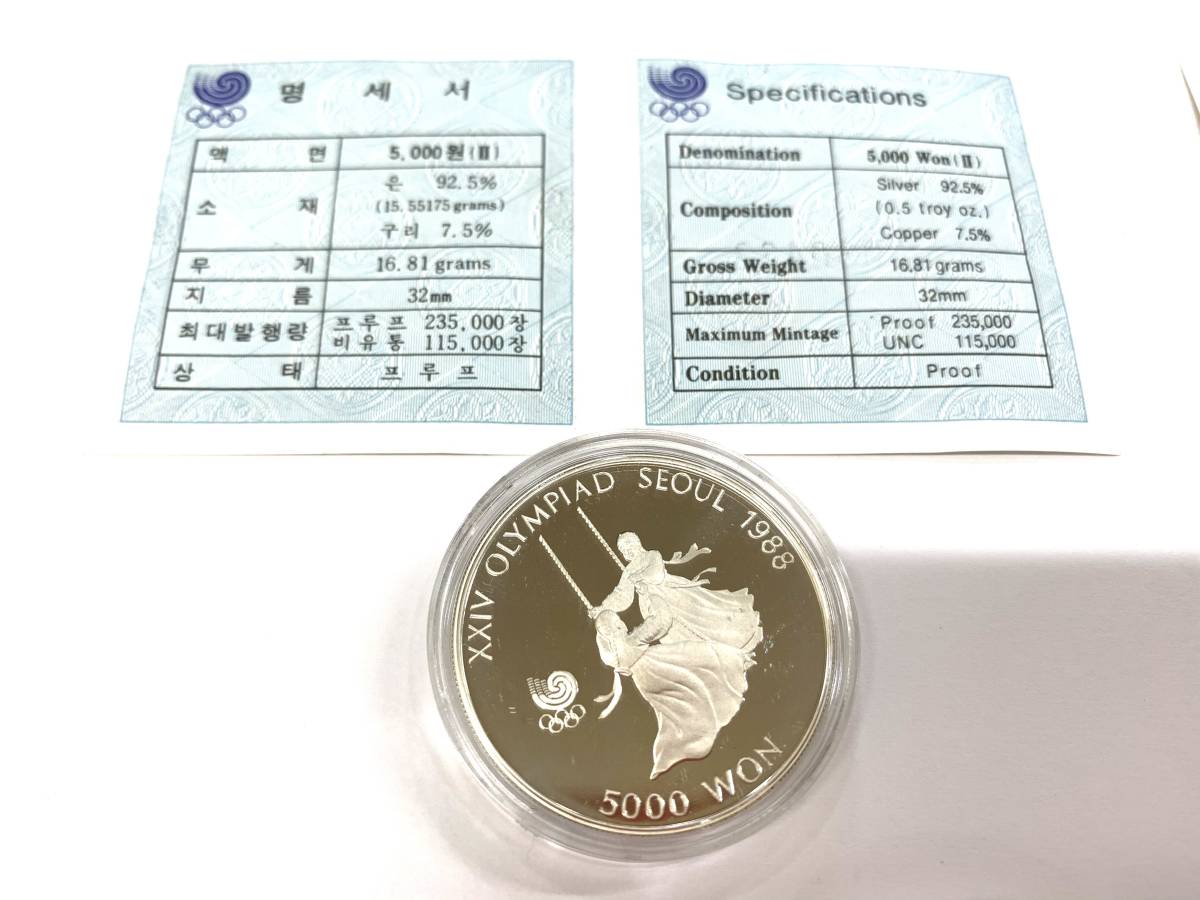 명 세 서
액 면 5,000원(Ⅱ)
소 재 은 92.5%
(15.55175 grams)
구리 7.5%
무 게 16.81 grams
지 름 32㎜
최대발행량 프루프 235,000장
비유통 115,000장
상 태 프 루 프
Specifications
Denomination 5,000 Won(Ⅱ)
Composition Silver 92.5%
(0.5 troy oz.)
Copper 7.5%
Gross Weight 16.81 grams
Diameter 32mm
Maximum Mintage Proof 235,000
UNC 115,000
Condition Proof
XXIV OLYMPIAD SEOUL 1988
5000 WON